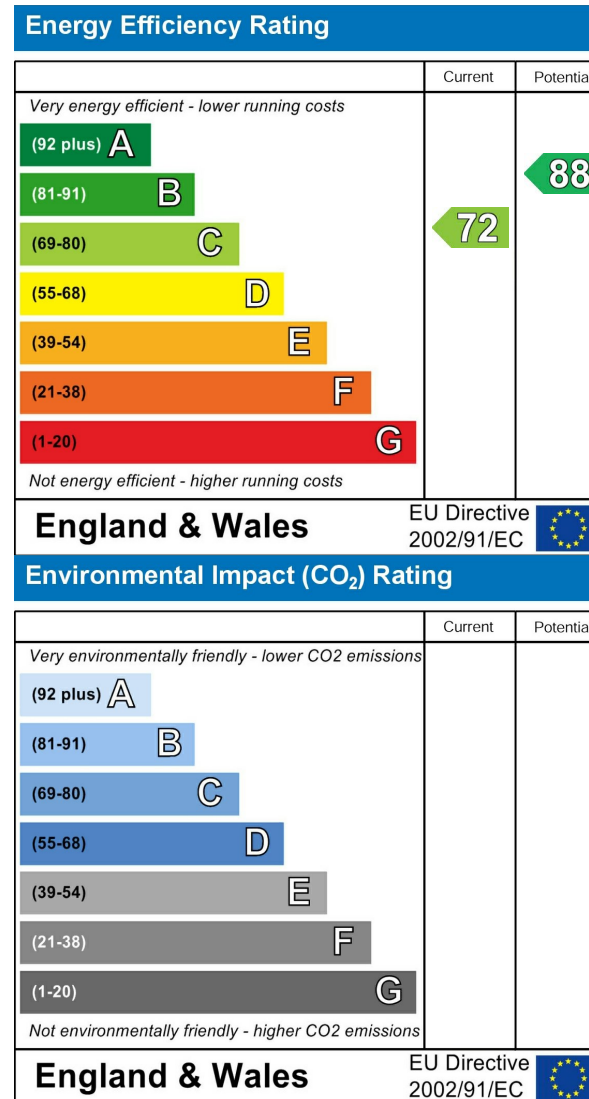 Energy Efficiency Rating
Current Potentia
Very energy efficient - lower running costs
(92 plus) A
(81-91) B
88
(69-80) C
72
(55-68) D
(39-54) E
(21-38) F
(1-20) G
Not energy efficient - higher running costs
England & Wales
EU Directive
2002/91/EC
Environmental Impact (CO₂) Rating
Current Potentia
Very environmentally friendly - lower CO2 emissions
(92 plus) A
(81-91) B
(69-80) C
(55-68) D
(39-54) E
(21-38) F
(1-20) G
Not environmentally friendly - higher CO2 emissions
England & Wales
EU Directive
2002/91/EC